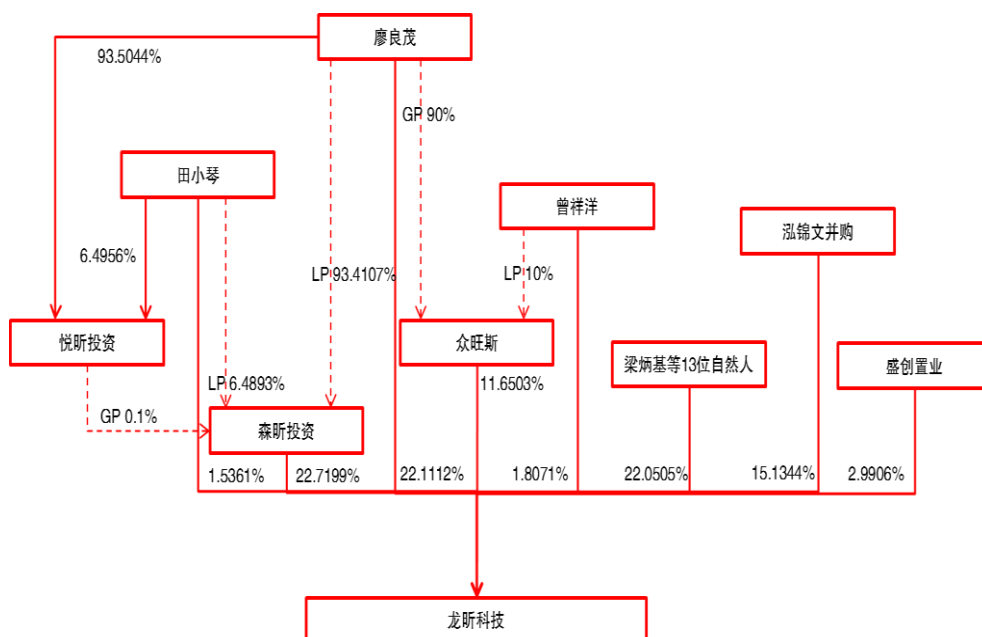 廖良茂
93.5044%
GP 90%
田小琴
曾祥洋
泓锦文并购
6.4956%
LP 93.4107%
LP 10%
悦昕投资
众旺斯
梁炳基等13位自然人
盛创置业
LP 6.4893%
11.6503%
GP 0.1%
森昕投资
1.5361%
22.7199%
22.1112%
1.8071%
22.0505%
15.1344%
2.9906%
龙昕科技